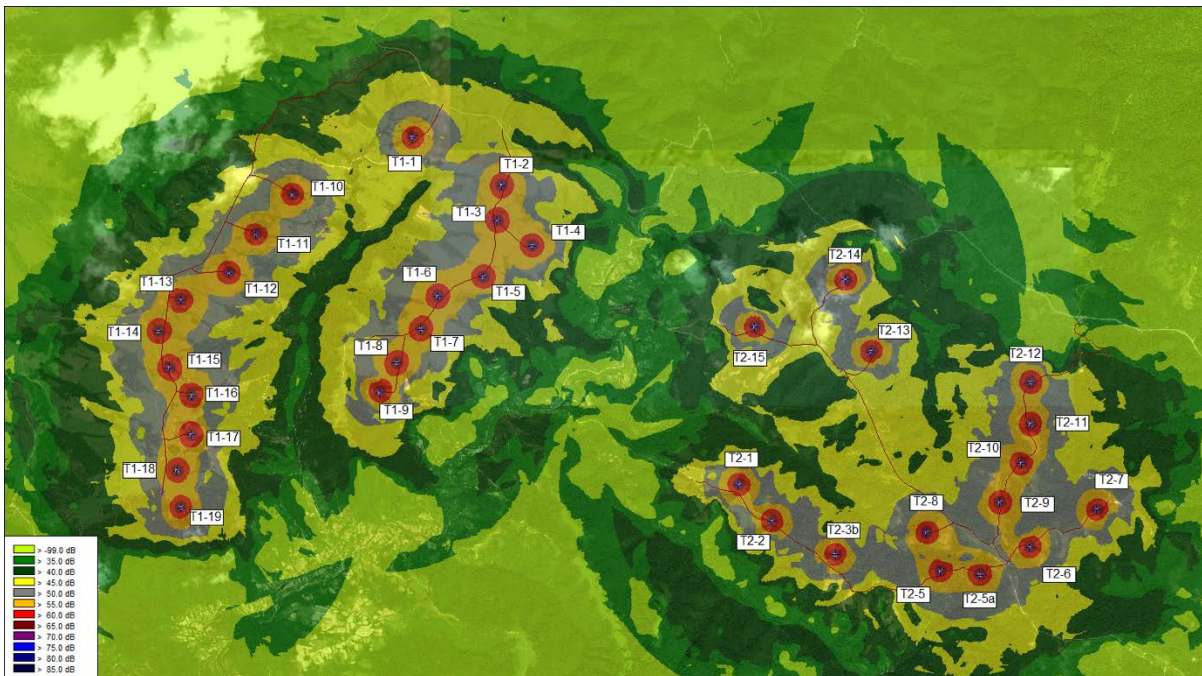 T1-1
T1-2
T1-10
T1-3
T1-4
T1-11
T1-12
T1-5
T1-13
T1-6
T2-14
T1-14
T1-7
T2-13
T1-15
T1-8
T2-15
T2-12
T1-16
T1-9
T1-17
T2-11
T2-10
T1-18
T2-1
T2-7
T2-8
T2-9
T1-19
T2-2
T2-3b
T2-6
T2-5
T2-5a
> -99.0 dB
> 35.0 dB
> 40.0 dB
> 45.0 dB
> 50.0 dB
> 55.0 dB
> 60.0 dB
> 65.0 dB
> 70.0 dB
> 75.0 dB
> 80.0 dB
> 85.0 dB